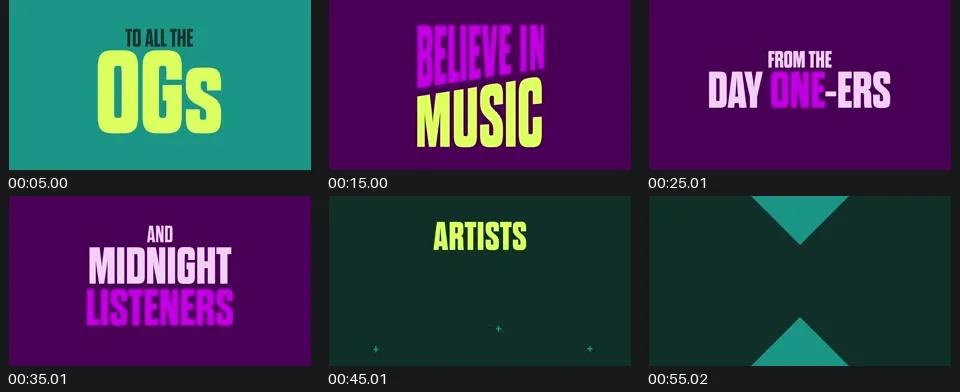 TO ALL THE
OGs
00:05.00
BELIEVE IN
MUSIC
00:15.00
FROM THE
DAY ONE-ERS
00:25.01
AND
MIDNIGHT
LISTENERS
00:35.01
ARTISTS
00:45.01
00:55.02